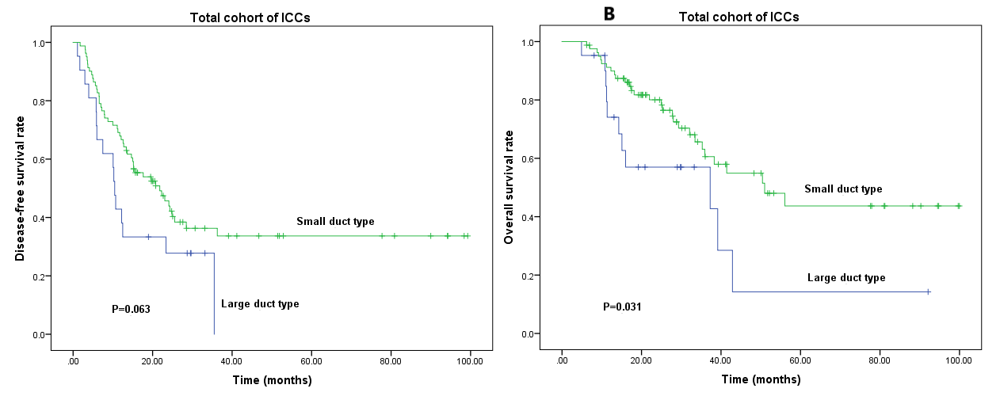 Total cohort of ICCs
Disease-free survival rate
1.0
0.8
0.6
0.4
0.2
0.0
Small duct type
Large duct type
P=0.063
.00 20.00 40.00 60.00 80.00 100.00
Time (months)
B
Total cohort of ICCs
Overall survival rate
1.0
0.8
0.6
0.4
0.2
0.0
Small duct type
Large duct type
P=0.031
.00 20.00 40.00 60.00 80.00 100.00
Time (months)